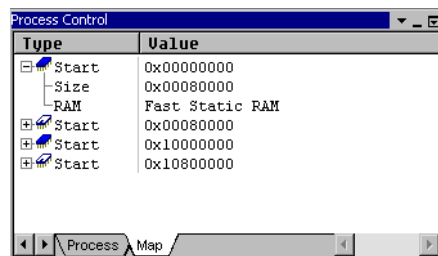 Process Control
Type Value
Start 0x00000000
Size 0x00080000
RAM Fast Static RAM
Start 0x00080000
Start 0x10000000
Start 0x10800000
Process Map